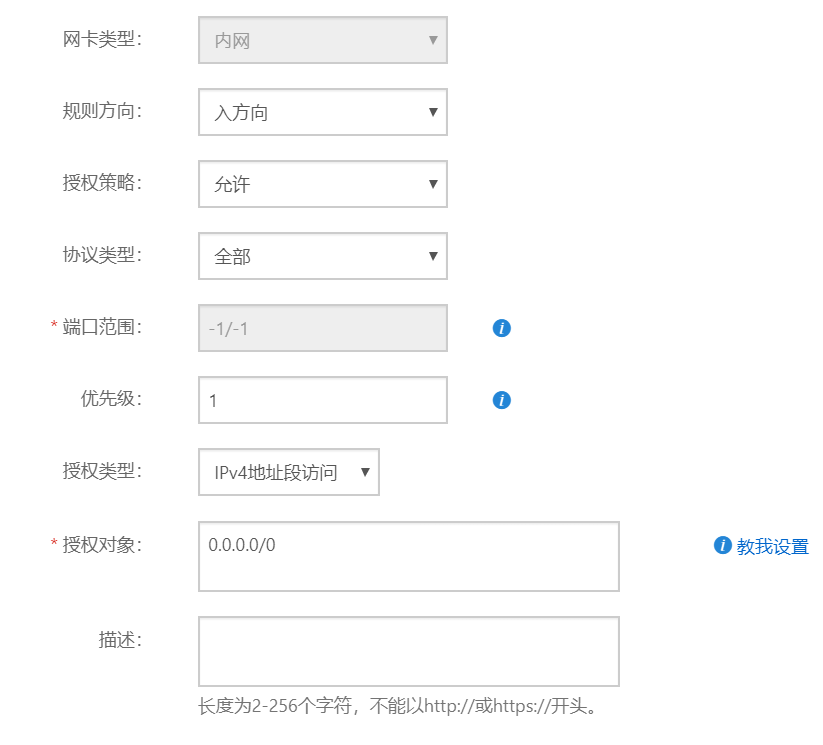 网卡类型： 内网
规则方向： 入方向
授权策略： 允许
协议类型： 全部
* 端口范围： -1/-1
优先级： 1
授权类型： IPv4地址段访问
* 授权对象： 0.0.0.0/0 教我设置
描述：
长度为2-256个字符，不能以http://或https://开头。